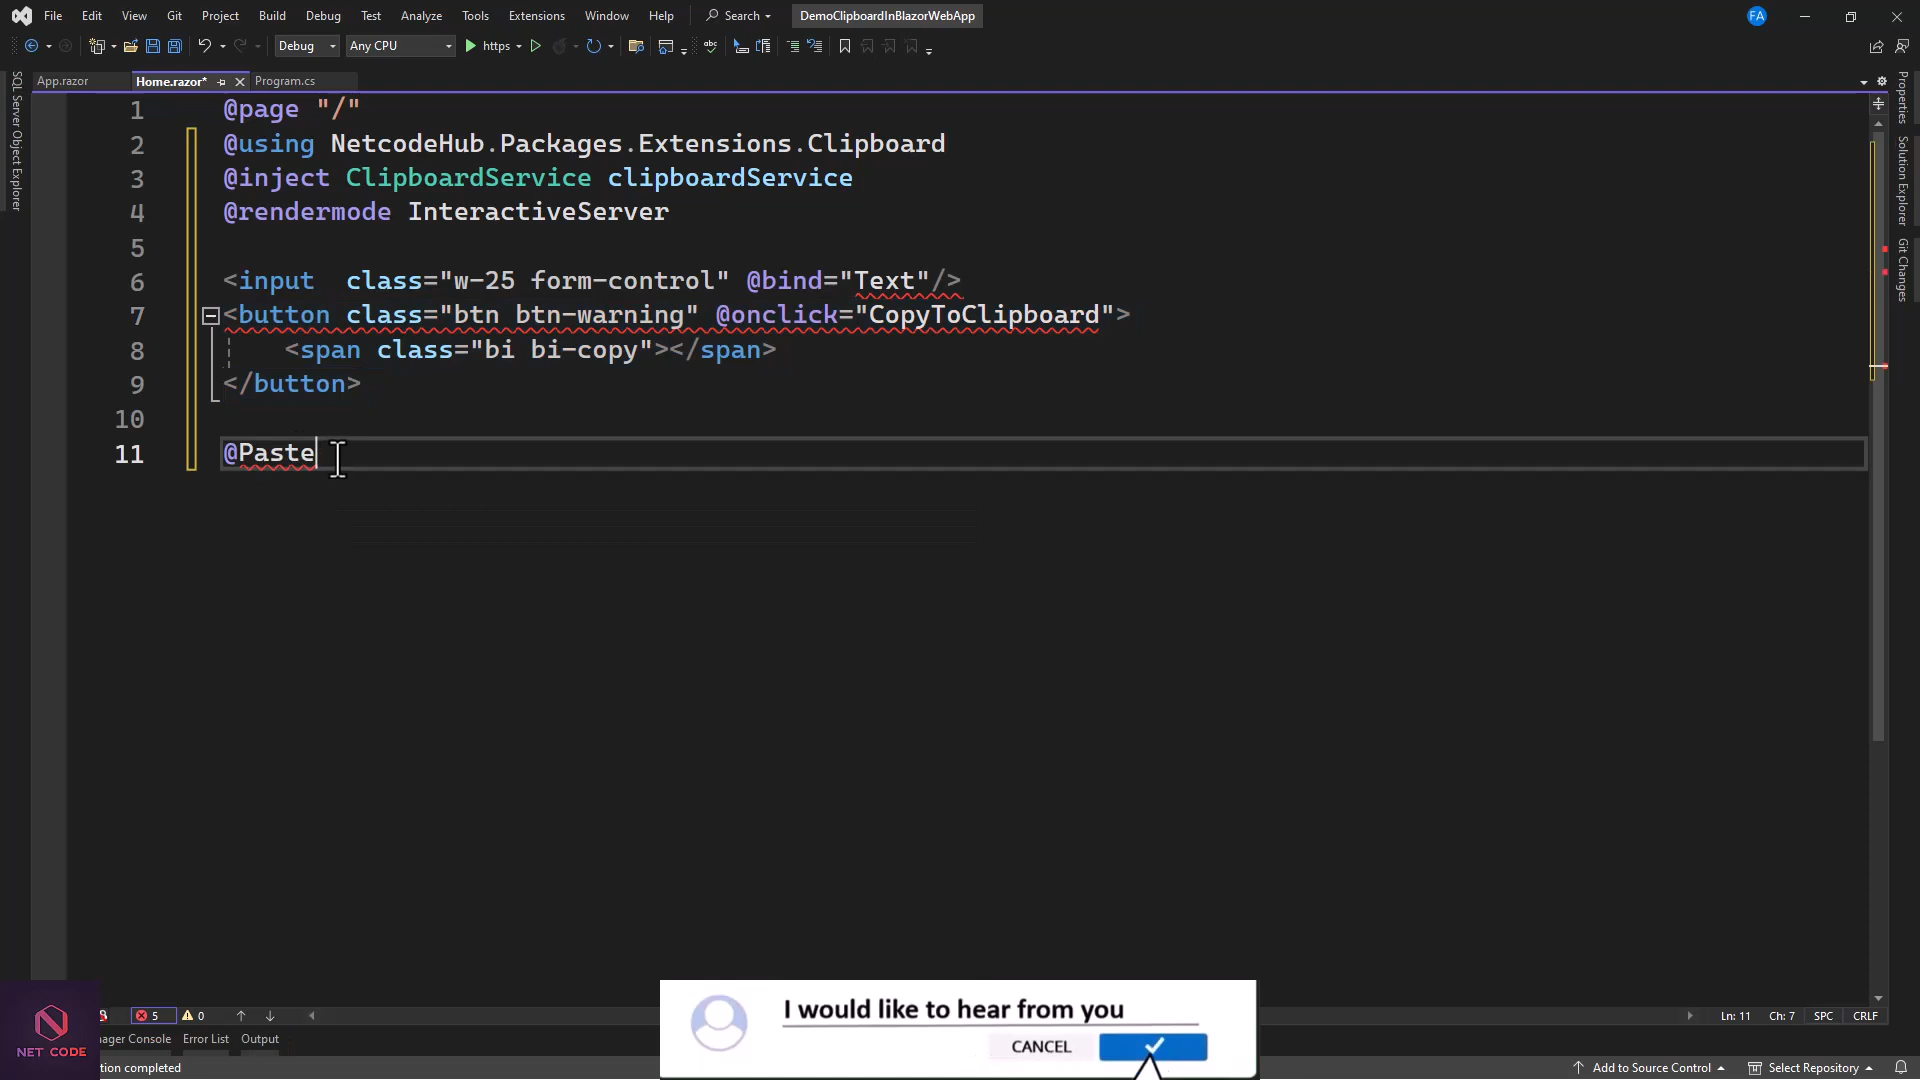 File Edit View Git Project Build Debug Test Analyze Tools Extensions Window Help Search DemoClipboardInBlazorWebApp FA
Debug Any CPU https
App.razor Home.razor* Program.cs
SQL Server Object Explorer
Properties
Solution Explorer
Git Changes
1 @page "/"
2 @using NetcodeHub.Packages.Extensions.Clipboard
3 @inject ClipboardService clipboardService
4 @rendermode InteractiveServer
5
6 <input  class="w-25 form-control" @bind="Text"/>
7 <button class="btn btn-warning" @onclick="CopyToClipboard">
8 <span class="bi bi-copy"></span>
9 </button>
10
11 @Paste
5 0 Ln: 11 Ch: 7 SPC CRLF
NET CODE
nager Console Error List Output
tion completed Add to Source Control Select Repository
I would like to hear from you
CANCEL